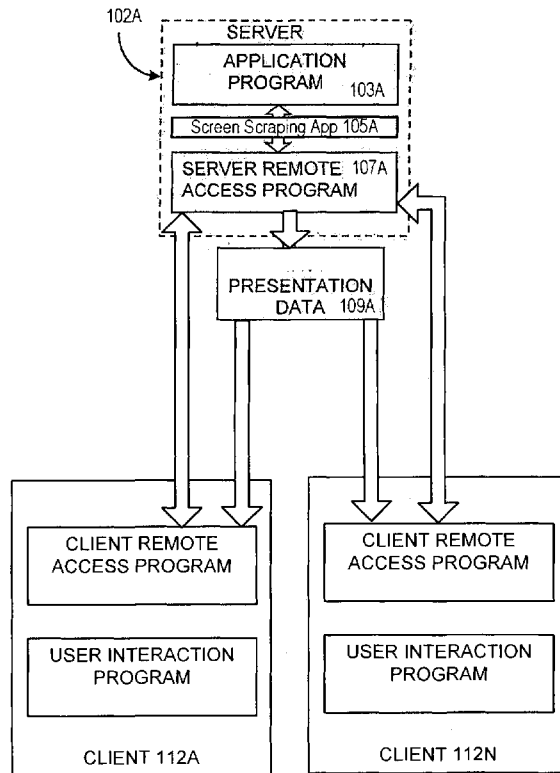 102A
SERVER
APPLICATION
PROGRAM
103A
Screen Scraping App 105A
SERVER REMOTE 107A
ACCESS PROGRAM
PRESENTATION
DATA 109A
CLIENT REMOTE
ACCESS PROGRAM
USER INTERACTION
PROGRAM
CLIENT 112A
CLIENT REMOTE
ACCESS PROGRAM
USER INTERACTION
PROGRAM
CLIENT 112N